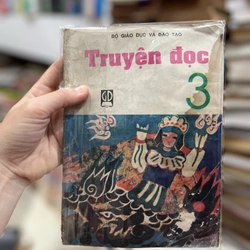 BỘ GIÁO DỤC VÀ ĐÀO TẠO
Truyện đọc
3